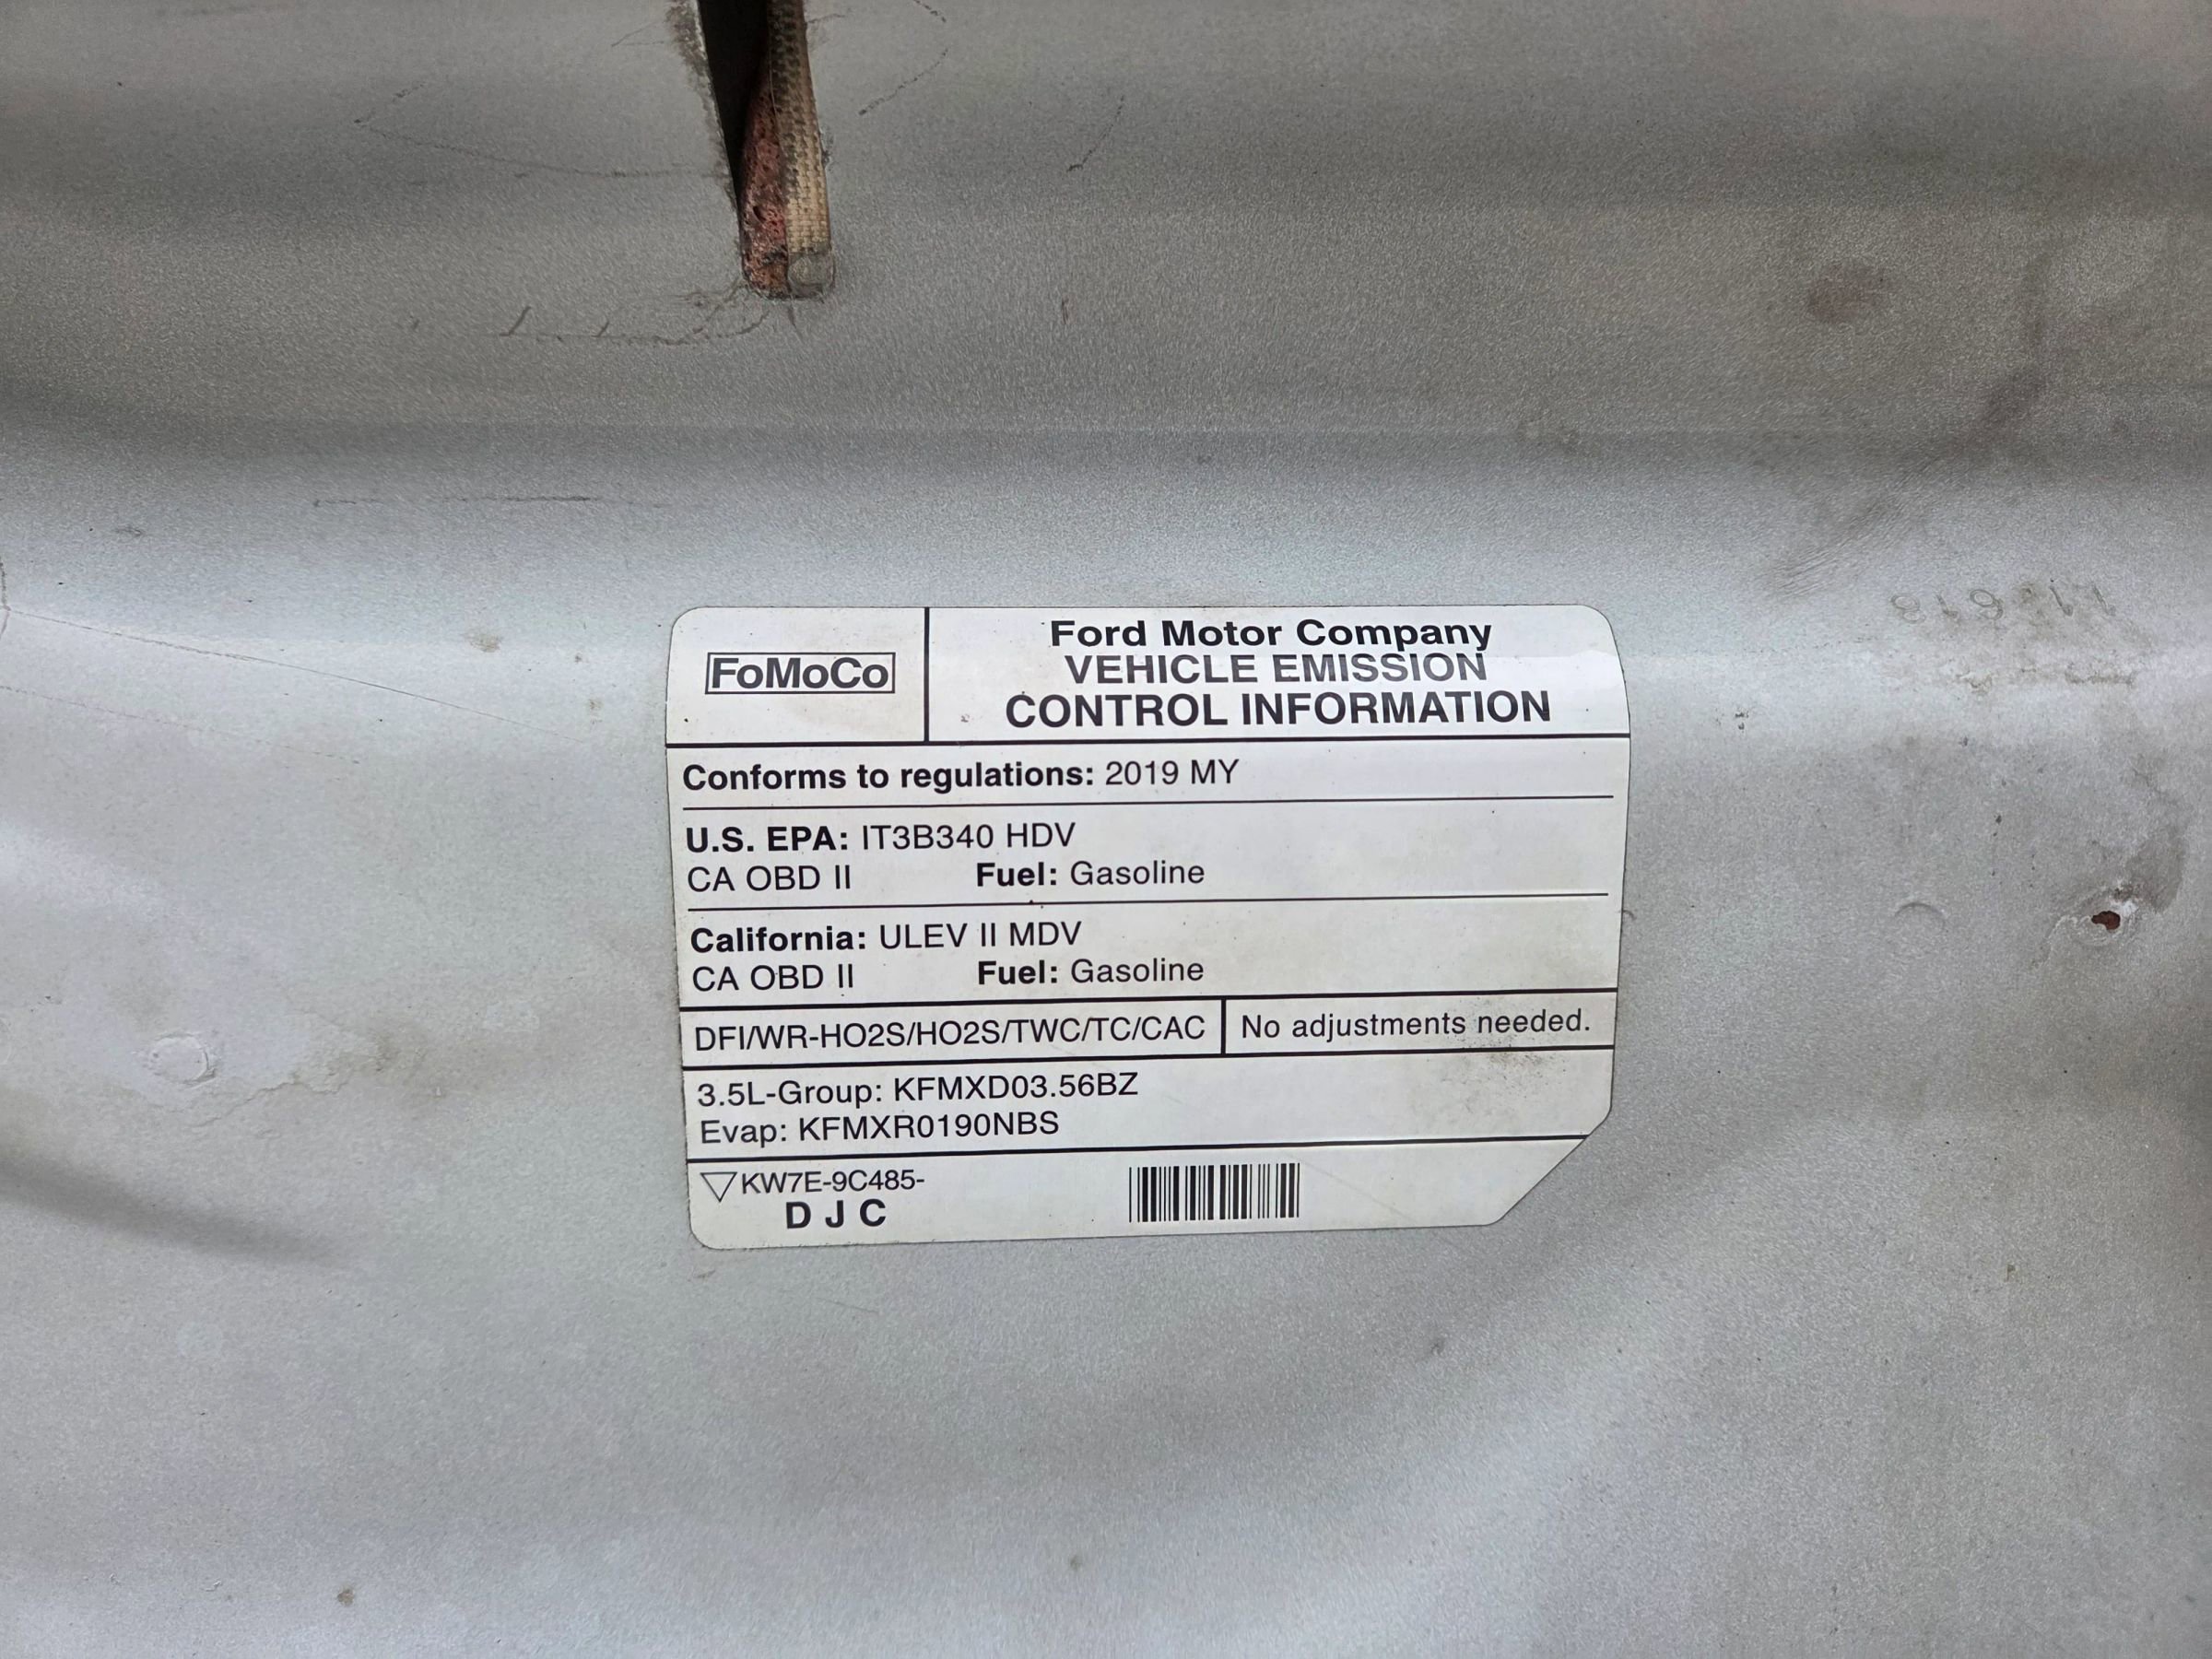 FoMoCo
Ford Motor Company
VEHICLE EMISSION
CONTROL INFORMATION
Conforms to regulations: 2019 MY
U.S. EPA: IT3B340 HDV
CA OBD II Fuel: Gasoline
California: ULEV II MDV
CA OBD II Fuel: Gasoline
DFI/WR-HO2S/HO2S/TWC/TC/CAC
No adjustments needed.
3.5L-Group: KFMXD03.56BZ
Evap: KFMXR0190NBS
KW7E-9C485-
D J C